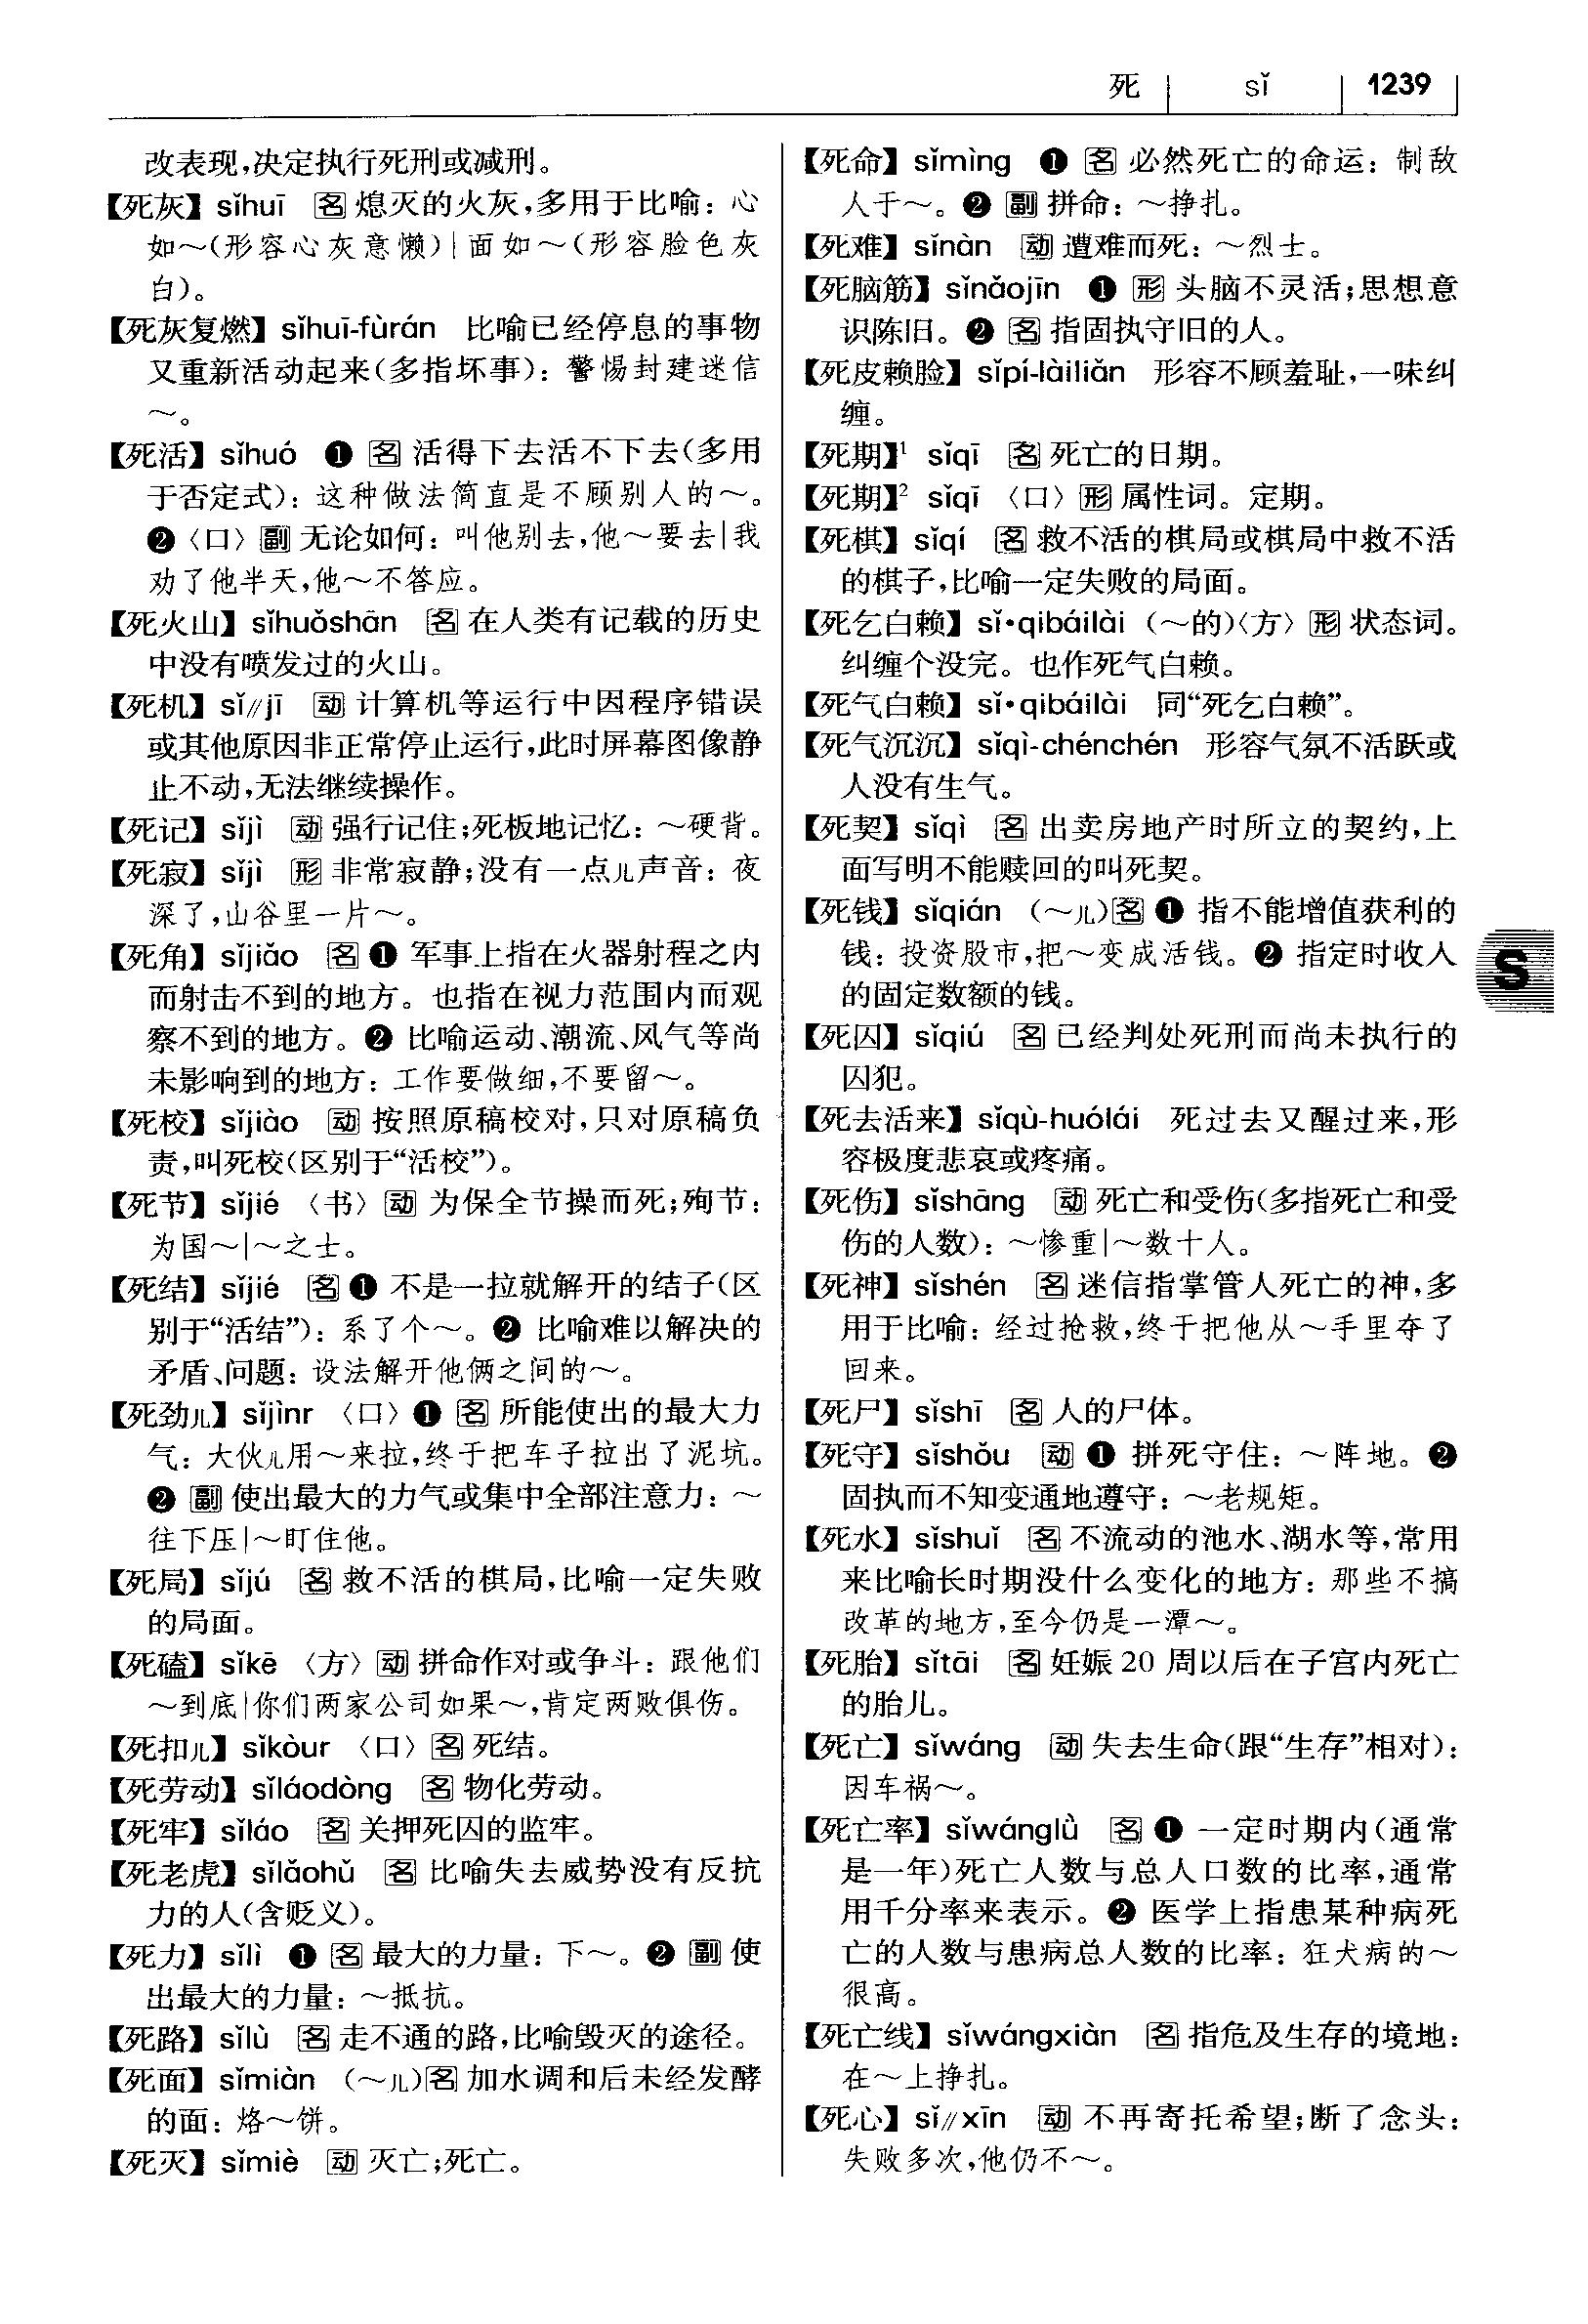 死 sǐ 1239
改表现,决定执行死刑或减刑。
【死灰】 sǐhuī 名 熄灭的火灰,多用于比喻：心
如～(形容心灰意懒)|面如～(形容脸色灰
白)。
【死灰复燃】 sǐhuī-fùrán 比喻已经停息的事物
又重新活动起来(多指坏事)：警惕封建迷信
～。
【死活】 sǐhuó ❶ 名 活得下去活不下去(多用
于否定式)：这种做法简直是不顾别人的～。
❷〈口〉副 无论如何：叫他别去,他～要去|我
劝了他半天,他～不答应。
【死火山】 sǐhuǒshān 名 在人类有记载的历史
中没有喷发过的火山。
【死机】 sǐ//jī 动 计算机等运行中因程序错误
或其他原因非正常停止运行,此时屏幕图像静
止不动,无法继续操作。
【死记】 sǐjì 动 强行记住;死板地记忆：～硬背。
【死寂】 sǐjì 形 非常寂静;没有一点儿声音：夜
深了,山谷里一片～。
【死角】 sǐjiǎo 名 ❶ 军事上指在火器射程之内
而射击不到的地方。也指在视力范围内而观
察不到的地方。❷ 比喻运动、潮流、风气等尚
未影响到的地方：工作要做细,不要留～。
【死校】 sǐjiào 动 按照原稿校对,只对原稿负
责,叫死校(区别于“活校”)。
【死节】 sǐjié 〈书〉动 为保全节操而死;殉节：
为国～|～之士。
【死结】 sǐjié 名 ❶ 不是一拉就解开的结子(区
别于“活结”)：系了个～。❷ 比喻难以解决的
矛盾、问题：设法解开他俩之间的～。
【死劲儿】 sǐjìnr 〈口〉❶ 名 所能使出的最大力
气：大伙儿用～来拉,终于把车子拉出了泥坑。
❷ 副 使出最大的力气或集中全部注意力：～
往下压|～盯住他。
【死局】 sǐjú 名 救不活的棋局,比喻一定失败
的局面。
【死磕】 sǐkē 〈方〉动 拼命作对或争斗：跟他们
～到底|你们两家公司如果～,肯定两败俱伤。
【死扣儿】 sǐkòur 〈口〉名 死结。
【死劳动】 sǐláodòng 名 物化劳动。
【死牢】 sǐláo 名 关押死囚的监牢。
【死老虎】 sǐlǎohǔ 名 比喻失去威势没有反抗
力的人(含贬义)。
【死力】 sǐlì ❶ 名 最大的力量：下～。❷ 副 使
出最大的力量：～抵抗。
【死路】 sǐlù 名 走不通的路,比喻毁灭的途径。
【死面】 sǐmiàn (～儿)名 加水调和后未经发酵
的面：烙～饼。
【死灭】 sǐmiè 动 灭亡;死亡。
【死命】 sǐmìng ❶ 名 必然死亡的命运：制敌
人于～。❷ 副 拼命：～挣扎。
【死难】 sǐnàn 动 遭难而死：～烈士。
【死脑筋】 sǐnǎojīn ❶ 形 头脑不灵活;思想意
识陈旧。❷ 名 指固执守旧的人。
【死皮赖脸】 sǐpí-làiliǎn 形容不顾羞耻,一味纠
缠。
【死期】¹ sǐqī 名 死亡的日期。
【死期】² sǐqī 〈口〉形 属性词。定期。
【死棋】 sǐqí 名 救不活的棋局或棋局中救不活
的棋子,比喻一定失败的局面。
【死乞白赖】 sǐ•qibáilài (～的)〈方〉形 状态词。
纠缠个没完。也作死气白赖。
【死气白赖】 sǐ•qibáilài 同“死乞白赖”。
【死气沉沉】 sǐqì-chénchén 形容气氛不活跃或
人没有生气。
【死契】 sǐqì 名 出卖房地产时所立的契约,上
面写明不能赎回的叫死契。
【死钱】 sǐqián (～儿)名 ❶ 指不能增值获利的
钱：投资股市,把～变成活钱。❷ 指定时收入
的固定数额的钱。
S
【死囚】 sǐqiú 名 已经判处死刑而尚未执行的
囚犯。
【死去活来】 sǐqù-huólái 死过去又醒过来,形
容极度悲哀或疼痛。
【死伤】 sǐshāng 动 死亡和受伤(多指死亡和受
伤的人数)：～惨重|～数十人。
【死神】 sǐshén 名 迷信指掌管人死亡的神,多
用于比喻：经过抢救,终于把他从～手里夺了
回来。
【死尸】 sǐshī 名 人的尸体。
【死守】 sǐshǒu 动 ❶ 拼死守住：～阵地。❷
固执而不知变通地遵守：～老规矩。
【死水】 sǐshuǐ 名 不流动的池水、湖水等,常用
来比喻长时期没什么变化的地方：那些不搞
改革的地方,至今仍是一潭～。
【死胎】 sǐtāi 名 妊娠 20 周以后在子宫内死亡
的胎儿。
【死亡】 sǐwáng 动 失去生命(跟“生存”相对)：
因车祸～。
【死亡率】 sǐwánglǜ 名 ❶ 一定时期内(通常
是一年)死亡人数与总人口数的比率,通常
用千分率来表示。❷ 医学上指患某种病死
亡的人数与患病总人数的比率：狂犬病的～
很高。
【死亡线】 sǐwángxiàn 名 指危及生存的境地：
在～上挣扎。
【死心】 sǐ//xīn 动 不再寄托希望;断了念头：
失败多次,他仍不～。